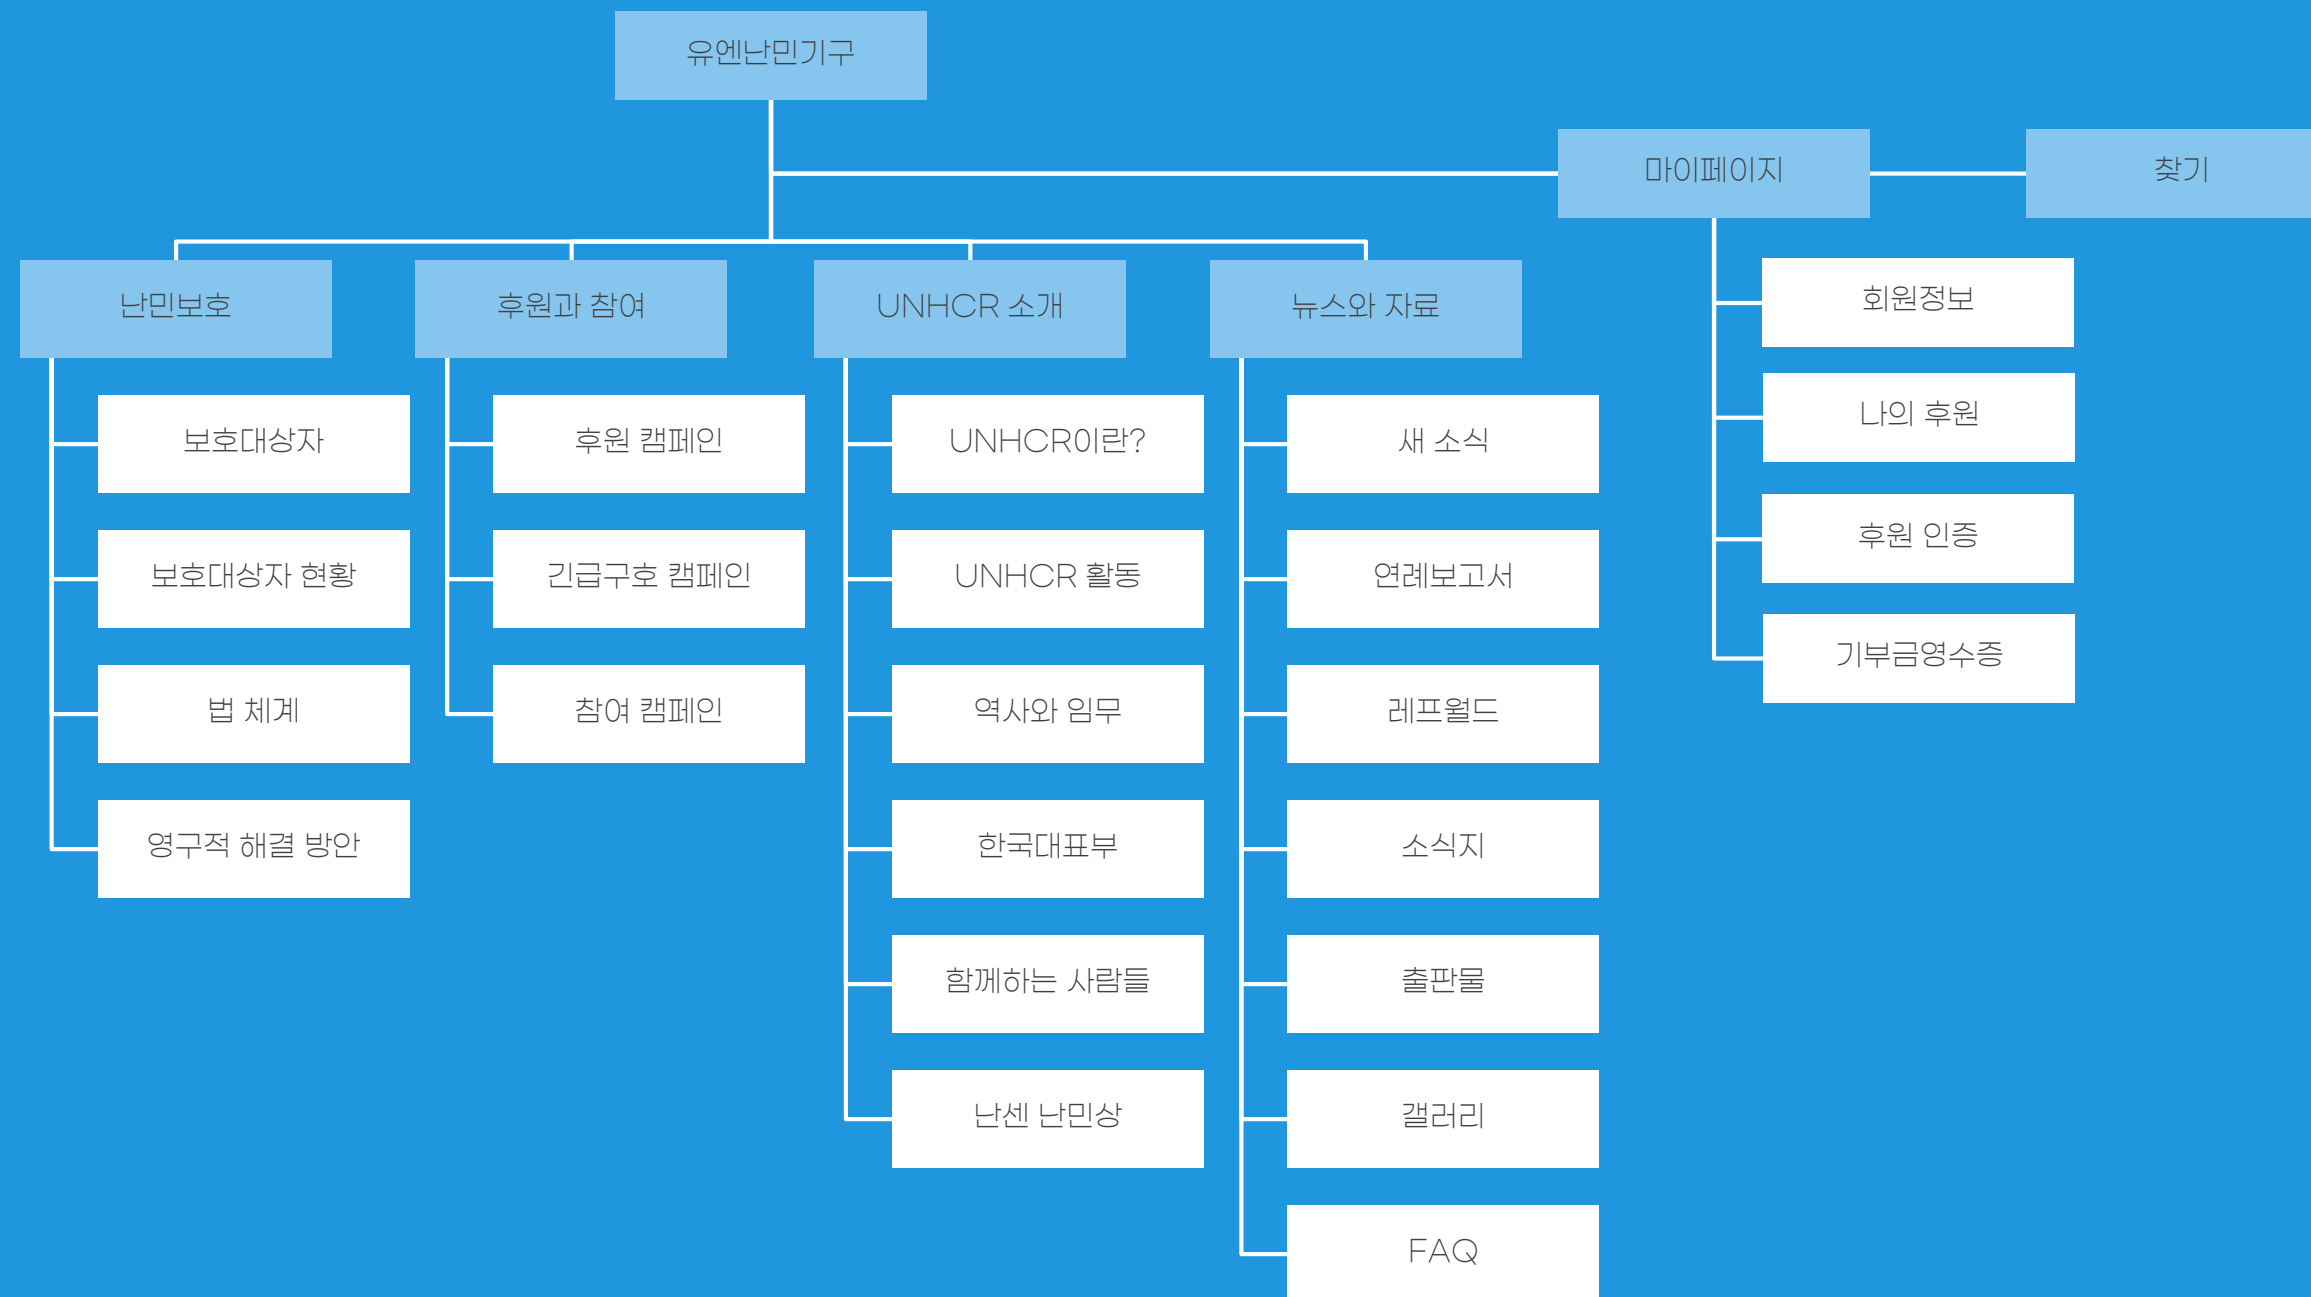 유엔난민기구
마이페이지
찾기
난민보호
후원과 참여
UNHCR 소개
뉴스와 자료
보호대상자
보호대상자 현황
법 체계
영구적 해결 방안
후원 캠페인
긴급구호 캠페인
참여 캠페인
UNHCR이란?
UNHCR 활동
역사와 임무
한국대표부
함께하는 사람들
난센 난민상
새 소식
연례보고서
레프월드
소식지
출판물
갤러리
FAQ
회원정보
나의 후원
후원 인증
기부금영수증